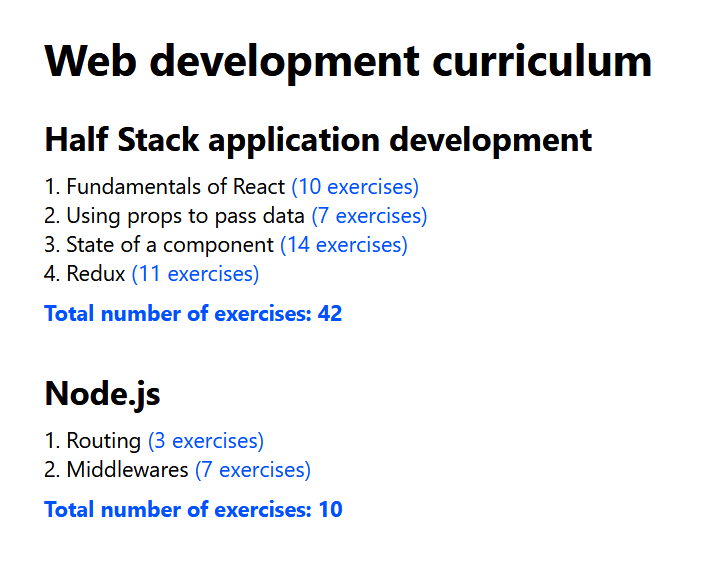 Web development curriculum
Half Stack application development
1. Fundamentals of React (10 exercises)
2. Using props to pass data (7 exercises)
3. State of a component (14 exercises)
4. Redux (11 exercises)
Total number of exercises: 42
Node.js
1. Routing (3 exercises)
2. Middlewares (7 exercises)
Total number of exercises: 10